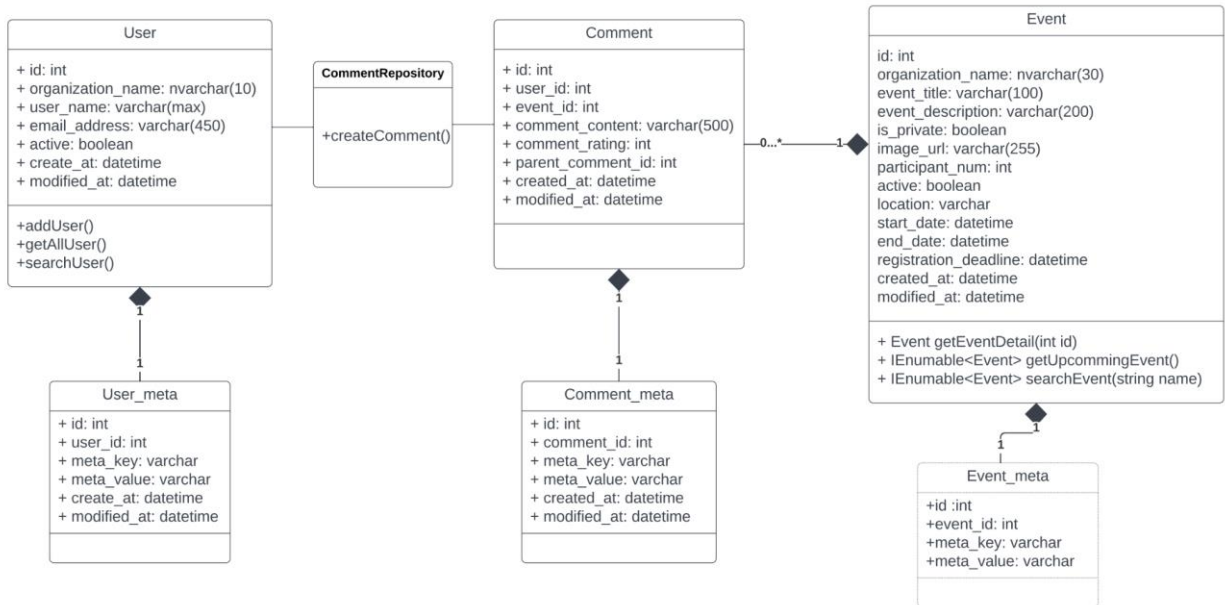 User
+ id: int
+ organization_name: nvarchar(10)
+ user_name: varchar(max)
+ email_address: varchar(450)
+ active: boolean
+ create_at: datetime
+ modified_at: datetime
+addUser()
+getAllUser()
+searchUser()
CommentRepository
+createComment()
Comment
+ id: int
+ user_id: int
+ event_id: int
+ comment_content: varchar(500)
+ comment_rating: int
+ parent_comment_id: int
+ created_at: datetime
+ modified_at: datetime
0...*
1
Event
id: int
organization_name: nvarchar(30)
event_title: varchar(100)
event_description: varchar(200)
is_private: boolean
image_url: varchar(255)
participant_num: int
active: boolean
location: varchar
start_date: datetime
end_date: datetime
registration_deadline: datetime
created_at: datetime
modified_at: datetime
+ Event getEventDetail(int id)
+ IEnumable<Event> getUpcommingEvent()
+ IEnumable<Event> searchEvent(string name)
1
1
User_meta
+ id: int
+ user_id: int
+ meta_key: varchar
+ meta_value: varchar
+ create_at: datetime
+ modified_at: datetime
1
1
Comment_meta
+ id: int
+ comment_id: int
+ meta_key: varchar
+ meta_value: varchar
+ created_at: datetime
+ modified_at: datetime
1
1
Event_meta
+id :int
+event_id: int
+meta_key: varchar
+meta_value: varchar